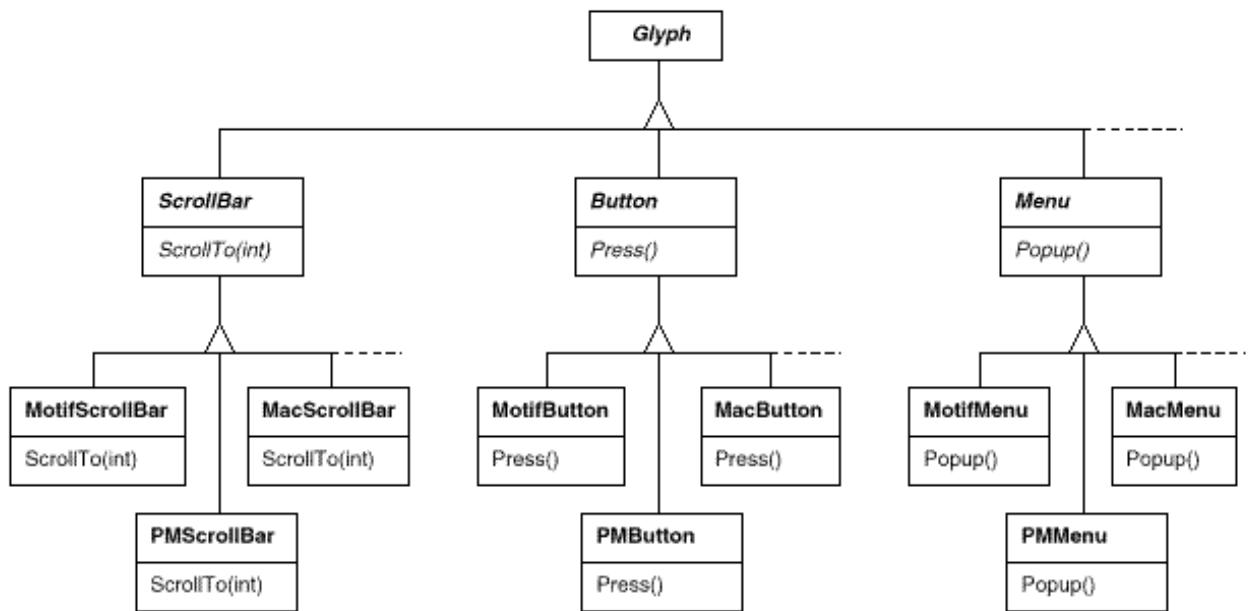 Glyph
ScrollBar
ScrollTo(int)
Button
Press()
Menu
Popup()
MotifScrollBar
ScrollTo(int)
MacScrollBar
ScrollTo(int)
MotifButton
Press()
MacButton
Press()
MotifMenu
Popup()
MacMenu
Popup()
PMScrollBar
ScrollTo(int)
PMButton
Press()
PMMenu
Popup()